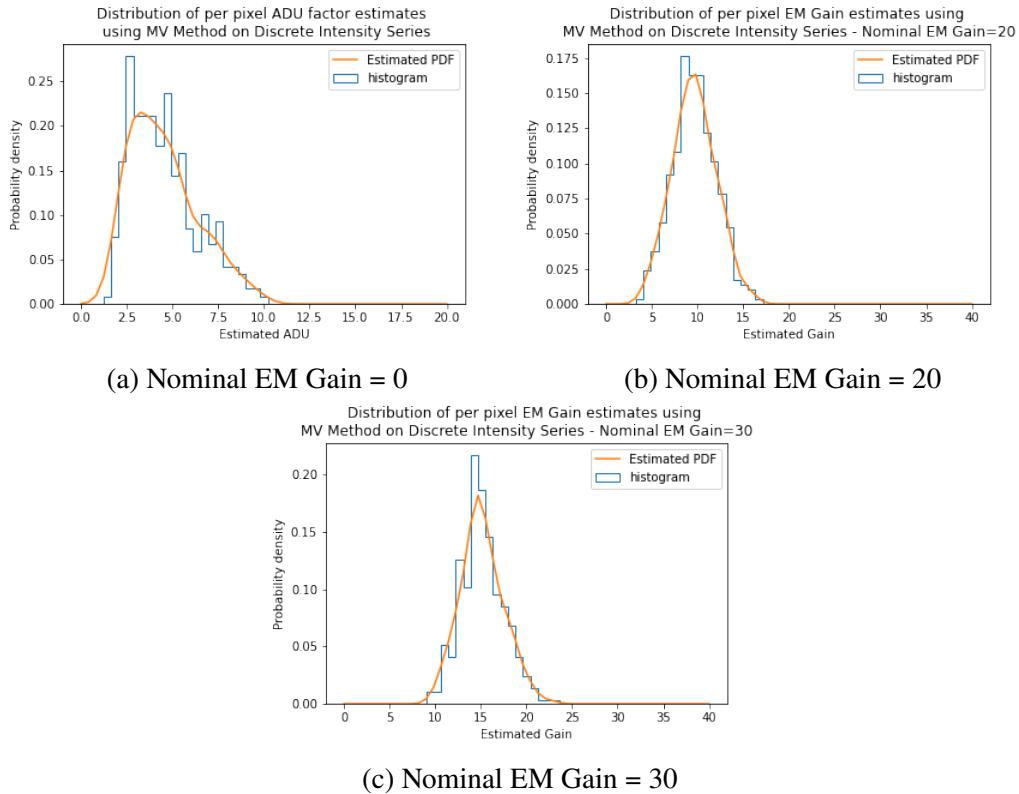 Distribution of per pixel ADU factor estimates
using MV Method on Discrete Intensity Series
Estimated PDF
histogram
Probability density
0.25
0.20
0.15
0.10
0.05
0.00
0.0 2.5 5.0 7.5 10.0 12.5 15.0 17.5 20.0
Estimated ADU
(a) Nominal EM Gain = 0
Distribution of per pixel EM Gain estimates using
MV Method on Discrete Intensity Series - Nominal EM Gain=20
Estimated PDF
histogram
Probability density
0.175
0.150
0.125
0.100
0.075
0.050
0.025
0.000
0 5 10 15 20 25 30 35 40
Estimated Gain
(b) Nominal EM Gain = 20
Distribution of per pixel EM Gain estimates using
MV Method on Discrete Intensity Series - Nominal EM Gain=30
Estimated PDF
histogram
Probability density
0.20
0.15
0.10
0.05
0.00
0 5 10 15 20 25 30 35 40
Estimated Gain
(c) Nominal EM Gain = 30